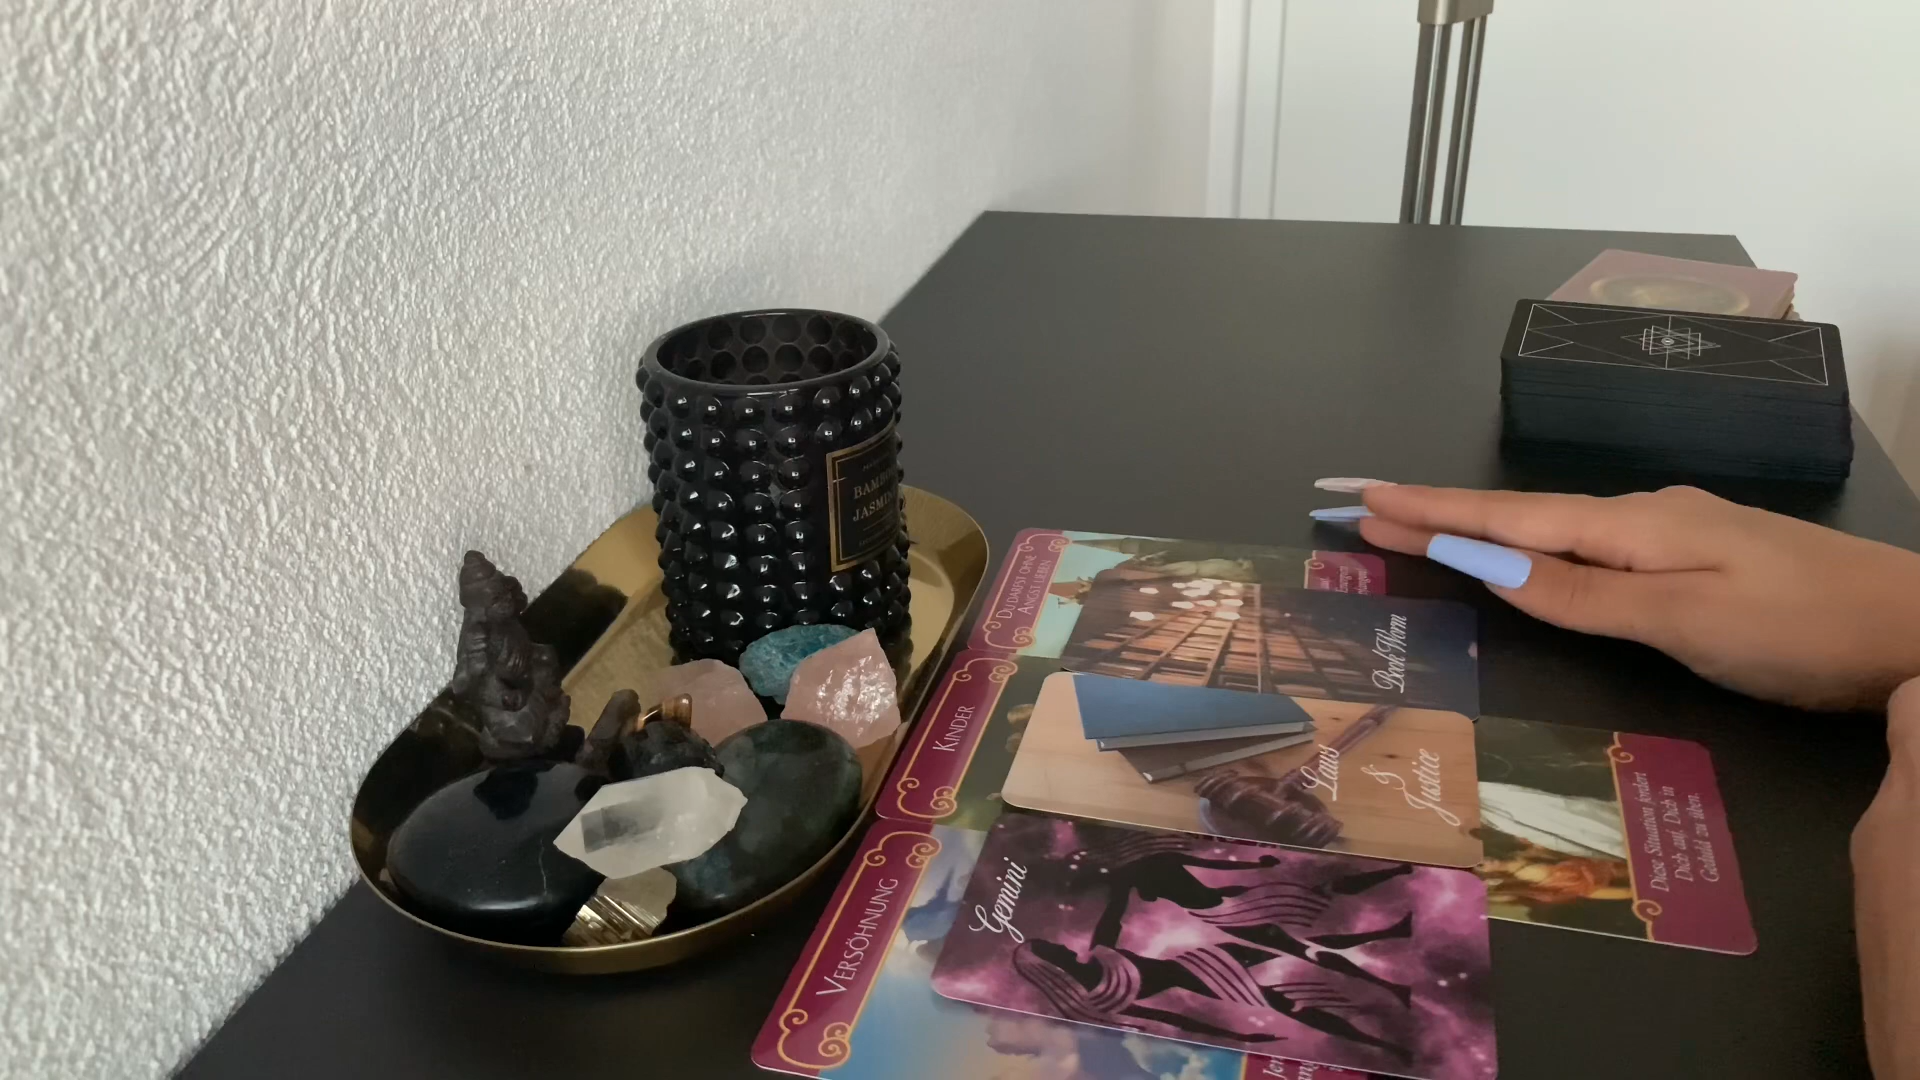 BAMBOO
JASMINE
DU DARFST OHNE
ANGST LIEBEN
Book Worm
KINDER
Laws
&
Justice
Diese Situation fordert
Dich auf, Dich in
Geduld zu üben.
VERSÖHNUNG
Gemini